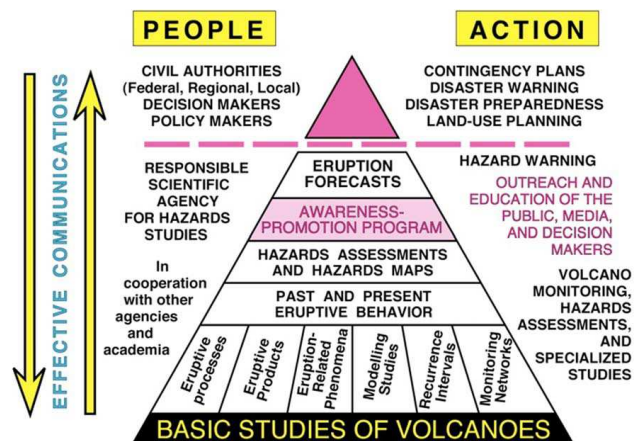 PEOPLE
ACTION
CIVIL AUTHORITIES
(Federal, Regional, Local)
DECISION MAKERS
POLICY MAKERS
CONTINGENCY PLANS
DISASTER WARNING
DISASTER PREPAREDNESS
LAND-USE PLANNING
EFFECTIVE COMMUNICATIONS
RESPONSIBLE
SCIENTIFIC
AGENCY
FOR HAZARDS
STUDIES
In
cooperation
with other
agencies
and
academia
ERUPTION
FORECASTS
AWARENESS-
PROMOTION PROGRAM
HAZARDS ASSESSMENTS
AND HAZARDS MAPS
PAST AND PRESENT
ERUPTIVE BEHAVIOR
Eruptive
processes
Eruptive
Products
Eruption-
Related
Phenomena
Modelling
Studies
Recurrence
Intervals
Monitoring
Networks
HAZARD WARNING
OUTREACH AND
EDUCATION OF THE
PUBLIC, MEDIA,
AND DECISION
MAKERS
VOLCANO
MONITORING,
HAZARDS
ASSESSMENTS,
AND
SPECIALIZED
STUDIES
BASIC STUDIES OF VOLCANOES